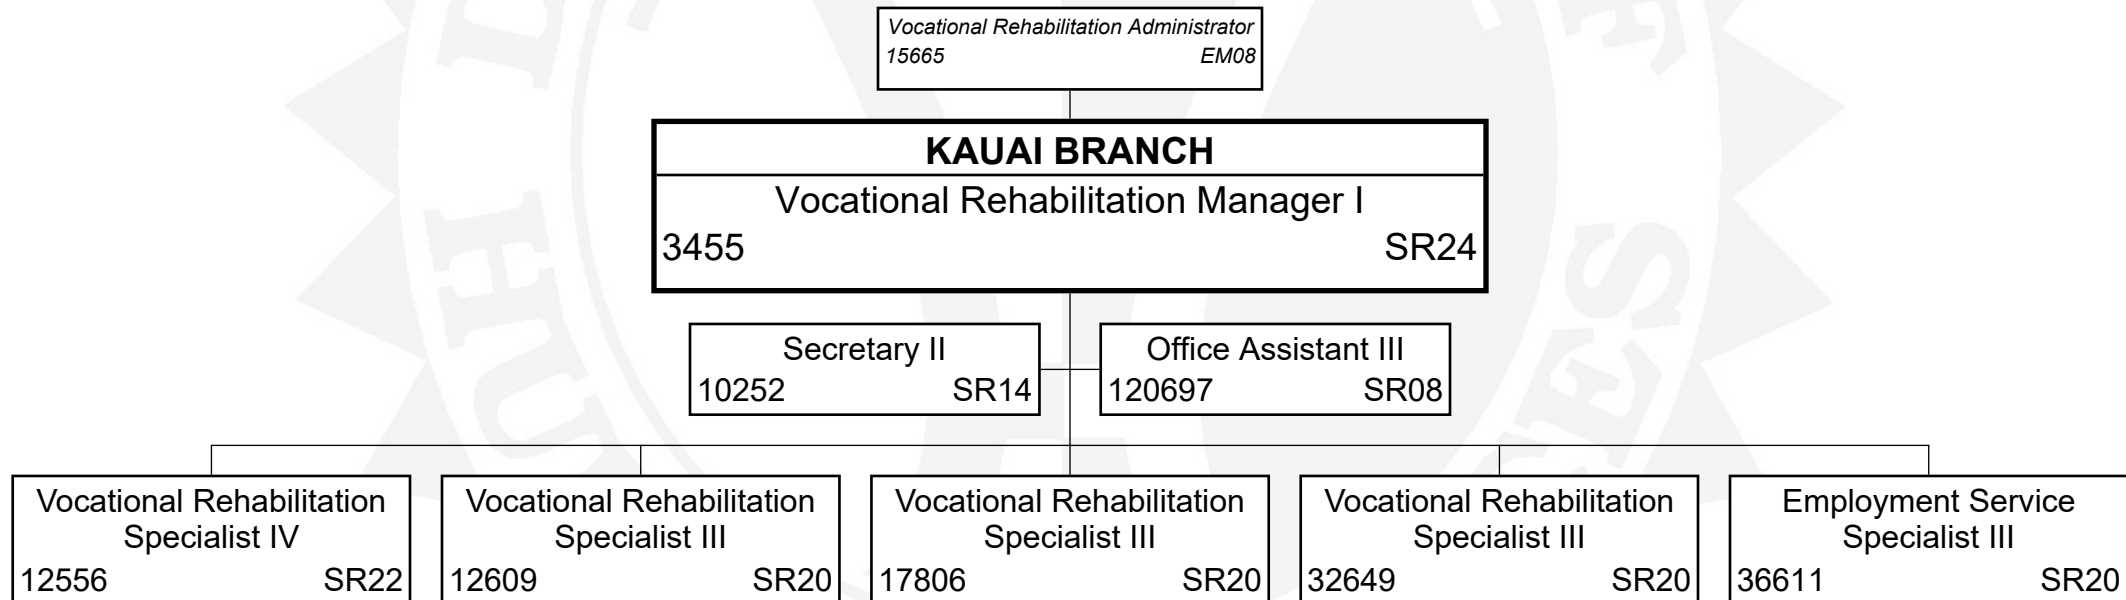 Vocational Rehabilitation Administrator
15665 EM08
KAUAI BRANCH
Vocational Rehabilitation Manager I
3455 SR24
Secretary II
10252 SR14
Office Assistant III
120697 SR08
Vocational Rehabilitation
Specialist IV
12556 SR22
Vocational Rehabilitation
Specialist III
12609 SR20
Vocational Rehabilitation
Specialist III
17806 SR20
Vocational Rehabilitation
Specialist III
32649 SR20
Employment Service
Specialist III
36611 SR20